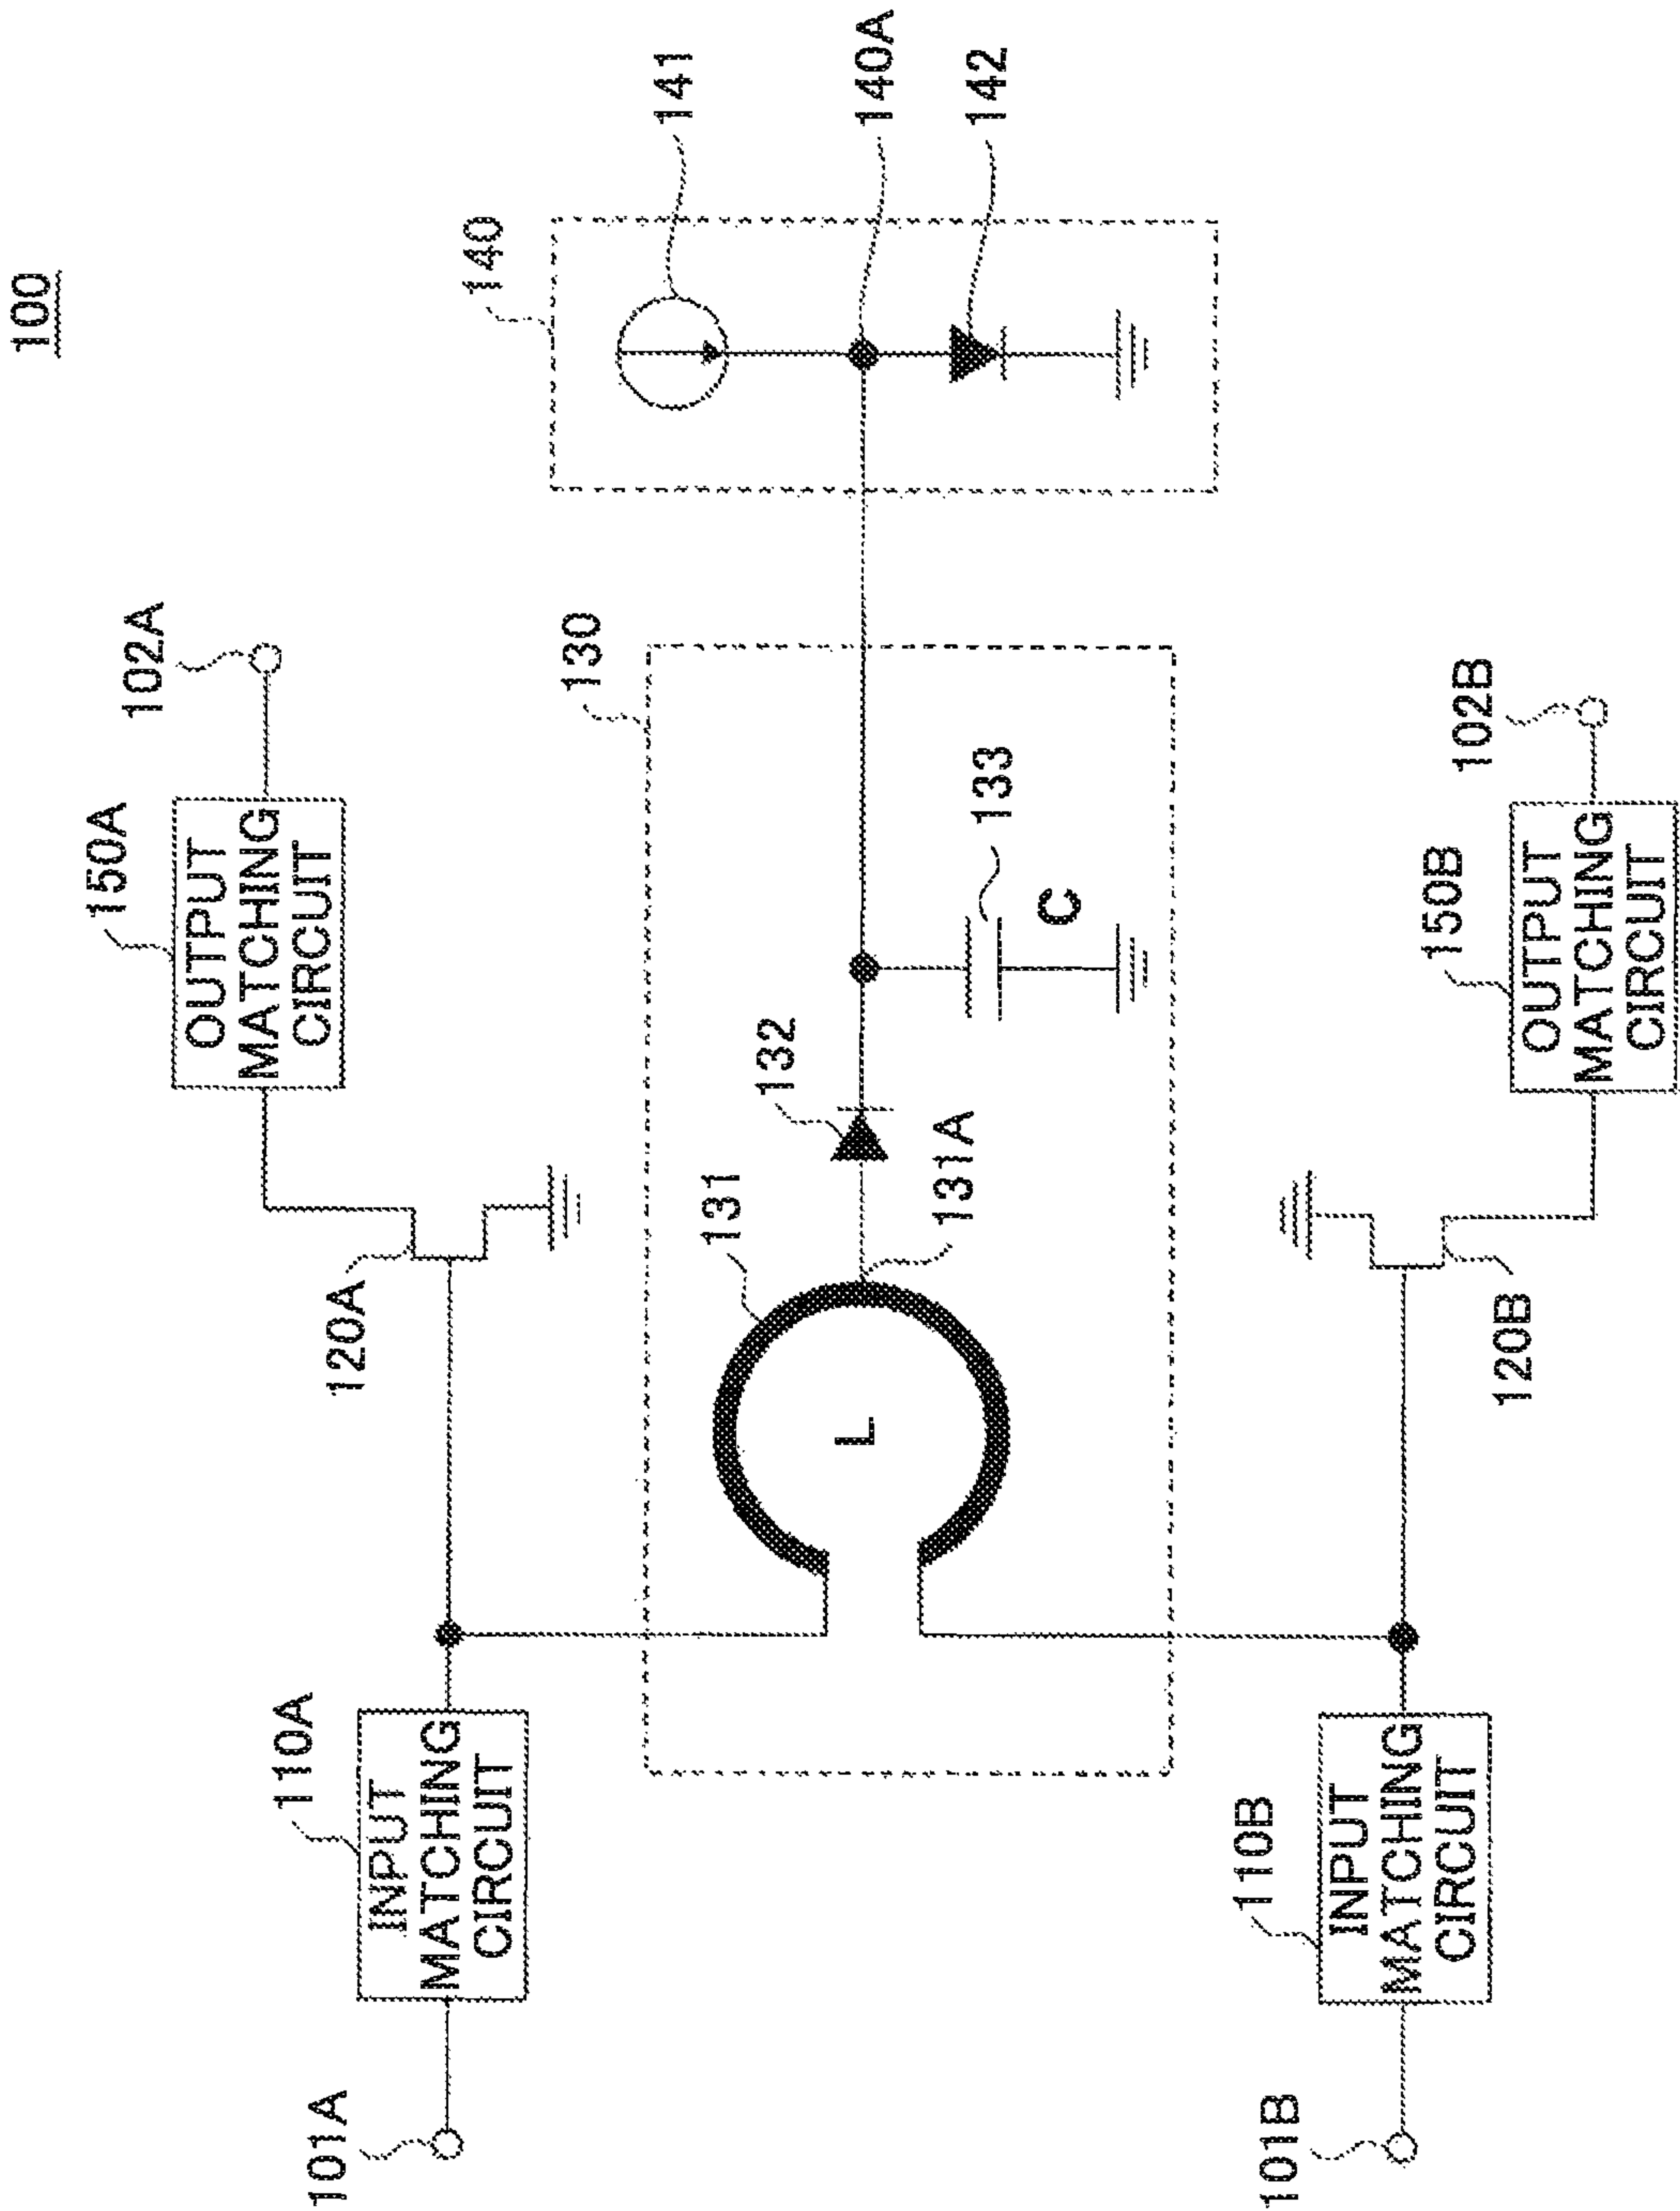 100
101A
110A
INPUT
MATCHING
CIRCUIT
120A
150A
OUTPUT
MATCHING
CIRCUIT
102A
130
131
L
131A
132
133
C
140
141
140A
142
101B
110B
INPUT
MATCHING
CIRCUIT
120B
150B
OUTPUT
MATCHING
CIRCUIT
102B